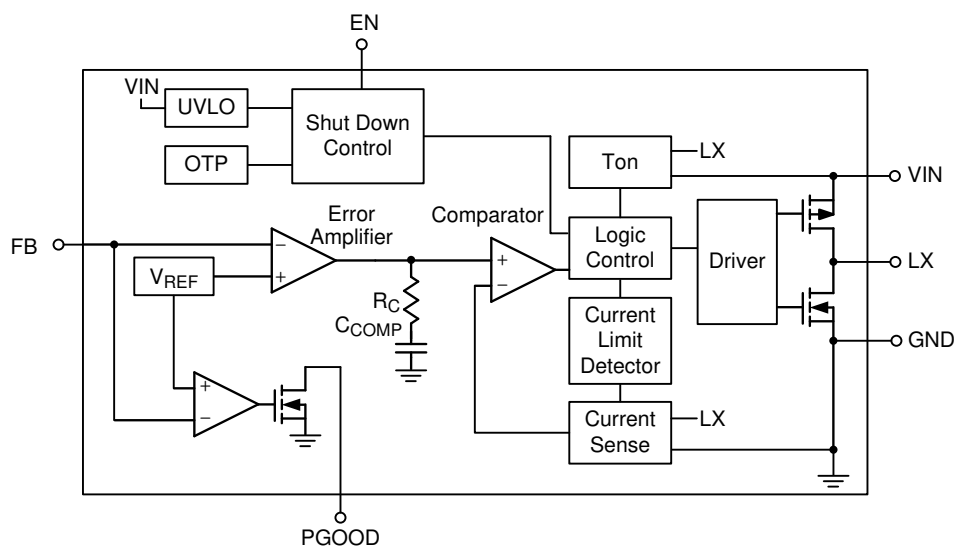 EN
VIN
UVLO
OTP
Shut Down
Control
Ton
LX
VIN
Error
Amplifier
Comparator
FB
−
+
VREF
+
−
Logic
Control
Driver
LX
RC
CCOMP
Current
Limit
Detector
GND
+
−
Current
Sense
LX
PGOOD